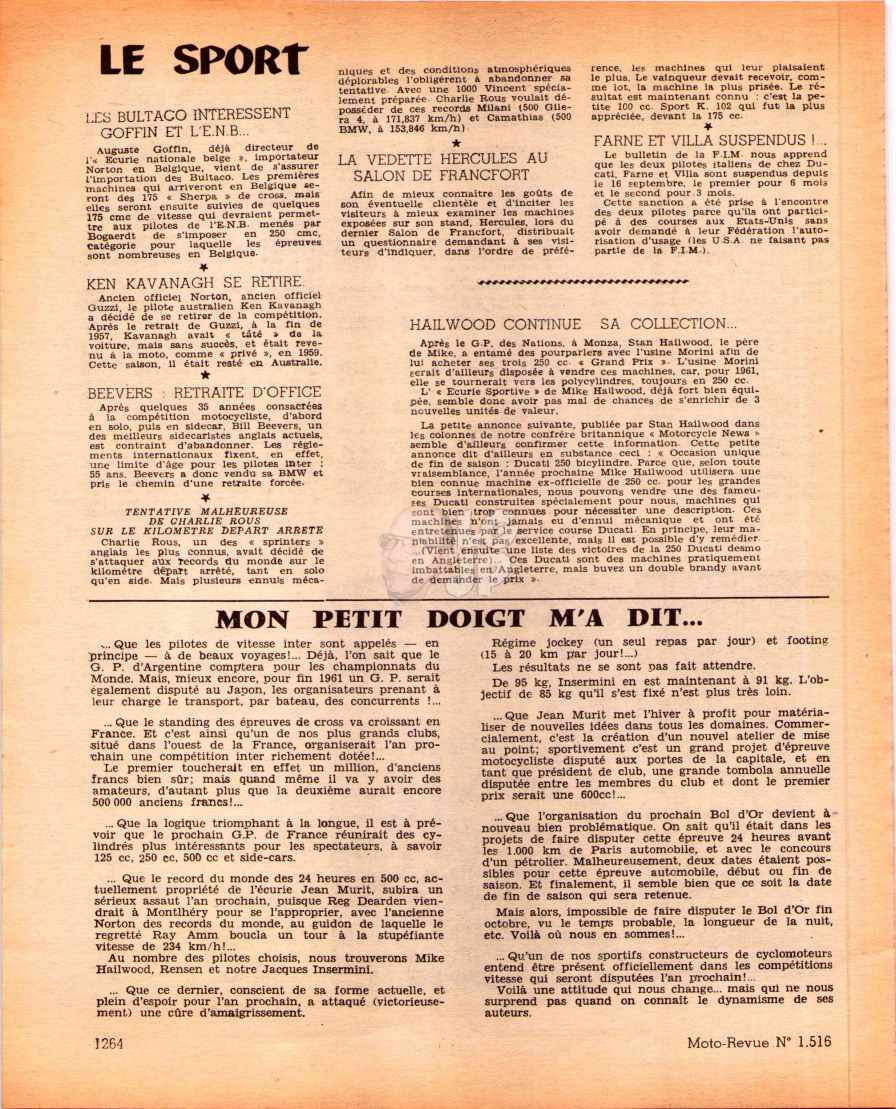 LE SPORT
LES BULTACO INTERESSENT
GOFFIN ET L'E.N.B...
Auguste Goffin, déjà directeur de
l'« Ecurie nationale belge », importateur
Norton en Belgique, vient de s'assurer
l'importation des Bultaco. Les premières
machines qui arriveront en Belgique se-
ront des 175 « Sherpa » de cross, mais
elles seront ensuite suivies de quelques
175 cmc de vitesse qui devraient permet-
tre aux pilotes de l'E.N.B. menés par
Bogaerdt de s'imposer en 250 cmc,
catégorie pour laquelle les épreuves
sont nombreuses en Belgique.
★
KEN KAVANAGH SE RETIRE.
Ancien officiel Norton, ancien officiel
Guzzi, le pilote australien Ken Kavanagh
a décidé de se retirer de la compétition.
Après le retrait de Guzzi, à la fin de
1957, Kavanagh avait « tâté » de la
voiture, mais sans succès, et était reve-
nu à la moto, comme « privé », en 1959.
Cette saison, il était resté en Australie.
★
BEEVERS : RETRAITE D'OFFICE
Après quelques 35 années consacrées
à la compétition motocycliste, d'abord
en solo, puis en sidecar, Bill Beevers, un
des meilleurs sidecaristes anglais actuels,
est contraint d'abandonner. Les régle-
ments internationaux fixent, en effet,
une limite d'âge pour les pilotes inter :
55 ans. Beevers a donc vendu sa BMW et
pris le chemin d'une retraite forcée.
★
TENTATIVE MALHEUREUSE
DE CHARLIE ROUS
SUR LE KILOMETRE DEPART ARRETE
Charlie Rous, un des « sprinters »
anglais les plus connus, avait décidé de
s'attaquer aux records du monde sur le
kilomètre départ arrêté, tant en solo
qu'en side. Mais plusieurs ennuis méca-
niques et des conditions atmosphériques
déplorables l'obligèrent à abandonner sa
tentative. Avec une 1000 Vincent spécia-
lement préparée. Charlie Rous voulait dé-
posséder de ces records Milani (500 Gile-
ra 4, à 171,837 km/h) et Camathias (500
BMW, à 153,846 km/h)
★
LA VEDETTE HERCULES AU
SALON DE FRANCFORT
Afin de mieux connaître les goûts de
son éventuelle clientèle et d'inciter les
visiteurs à mieux examiner les machines
exposées sur son stand, Hercules, lors du
dernier Salon de Francfort, distribuait
un questionnaire demandant à ses visi-
teurs d'indiquer, dans l'ordre de préfé-
rence, les machines qui leur plaisaient
le plus. Le vainqueur devait recevoir, com-
me lot, la machine la plus prisée. Le ré-
sultat est maintenant connu : c'est la pe-
tite 100 cc. Sport K. 102 qui fut la plus
appréciée, devant la 175 cc.
★
FARNE ET VILLA SUSPENDUS !...
Le bulletin de la F.I.M. nous apprend
que les deux pilotes italiens de chez Du-
cati, Farne et Villa sont suspendus depuis
le 16 septembre, le premier pour 6 mois
et le second pour 3 mois.
Cette sanction a été prise à l'encontre
des deux pilotes parce qu'ils ont partici-
pé à des courses aux Etats-Unis sans
avoir demandé à leur Fédération l'auto-
risation d'usage (les U.S.A. ne faisant pas
partie de la F.I.M.).
HAILWOOD CONTINUE SA COLLECTION...
Après le G.P. des Nations, à Monza, Stan Hailwood, le père
de Mike, a entamé des pourparlers avec l'usine Morini afin de
lui acheter ses trois 250 cc. « Grand Prix ». L'usine Morini
serait d'ailleurs disposée à vendre ces machines, car, pour 1961,
elle se tournerait vers les polycylindres, toujours en 250 cc.
L' « Ecurie Sportive » de Mike Hailwood, déjà fort bien équi-
pée, semble donc avoir pas mal de chances de s'enrichir de 3
nouvelles unités de valeur.
La petite annonce suivante, publiée par Stan Hailwood dans
les colonnes de notre confrère britannique « Motorcycle News »
semble d'ailleurs confirmer cette information. Cette petite
annonce dit d'ailleurs en substance ceci : « Occasion unique
de fin de saison : Ducati 250 bicylindre. Parce que, selon toute
vraisemblance, l'année prochaine Mike Hailwood utilisera une
bien connue machine ex-officielle de 250 cc. pour les grandes
courses internationales, nous pouvons vendre une des fameu-
ses Ducati construites spécialement pour nous, machines qui
sont bien trop connues pour nécessiter une description. Ces
machines n'ont jamais eu d'ennui mécanique et ont été
entretenues par le service course Ducati. En principe, leur ma-
niabilité n'est pas excellente, mais il est possible d'y remédier.
...(Vient ensuite une liste des victoires de la 250 Ducati desmo
en Angleterre)... Ces Ducati sont des machines pratiquement
imbattables en Angleterre, mais buvez un double brandy avant
de demander le prix ».
MON PETIT DOIGT M'A DIT...
... Que les pilotes de vitesse inter sont appelés — en
principe — à de beaux voyages!... Déjà, l'on sait que le
G. P. d'Argentine comptera pour les championnats du
Monde. Mais, mieux encore, pour fin 1961 un G. P. serait
également disputé au Japon, les organisateurs prenant à
leur charge le transport, par bateau, des concurrents !...
... Que le standing des épreuves de cross va croissant en
France. Et c'est ainsi qu'un de nos plus grands clubs,
situé dans l'ouest de la France, organiserait l'an pro-
chain une compétition inter richement dotée!...
Le premier toucherait en effet un million, d'anciens
francs bien sûr; mais quand même il va y avoir des
amateurs, d'autant plus que la deuxième aurait encore
500 000 anciens francs!...
... Que la logique triomphant à la longue, il est à pré-
voir que le prochain G.P. de France réunirait des cy-
lindrés plus intéressants pour les spectateurs, à savoir
125 cc, 250 cc, 500 cc et side-cars.
... Que le record du monde des 24 heures en 500 cc, ac-
tuellement propriété de l'écurie Jean Murit, subira un
sérieux assaut l'an prochain, puisque Reg Dearden vien-
drait à Montlhéry pour se l'approprier, avec l'ancienne
Norton des records du monde, au guidon de laquelle le
regretté Ray Amm boucla un tour à la stupéfiante
vitesse de 234 km/h!...
Au nombre des pilotes choisis, nous trouverons Mike
Hailwood, Rensen et notre Jacques Insermini.
... Que ce dernier, conscient de sa forme actuelle, et
plein d'espoir pour l'an prochain, a attaqué (victorieuse-
ment) une cûre d'amaigrissement.
Régime jockey (un seul repas par jour) et footing
(15 à 20 km par jour!...)
Les résultats ne se sont pas fait attendre.
De 95 kg, Insermini en est maintenant à 91 kg. L'ob-
jectif de 85 kg qu'il s'est fixé n'est plus très loin.
... Que Jean Murit met l'hiver à profit pour matéria-
liser de nouvelles idées dans tous les domaines. Commer-
cialement, c'est la création d'un nouvel atelier de mise
au point; sportivement c'est un grand projet d'épreuve
motocycliste disputé aux portes de la capitale, et en
tant que président de club, une grande tombola annuelle
disputée entre les membres du club et dont le premier
prix serait une 600cc!...
... Que l'organisation du prochain Bol d'Or devient à
nouveau bien problématique. On sait qu'il était dans les
projets de faire disputer cette épreuve 24 heures avant
les 1.000 km de Paris automobile, et avec le concours
d'un pétrolier. Malheureusement, deux dates étaient pos-
sibles pour cette épreuve automobile, début ou fin de
saison. Et finalement, il semble bien que ce soit la date
de fin de saison qui sera retenue.
Mais alors, impossible de faire disputer le Bol d'Or fin
octobre, vu le temps probable, la longueur de la nuit,
etc. Voilà où nous en sommes!...
... Qu'un de nos sportifs constructeurs de cyclomoteurs
entend être présent officiellement dans les compétitions
vitesse qui seront disputées l'an prochain!...
Voilà une attitude qui nous change... mais qui ne nous
surprend pas quand on connaît le dynamisme de ses
auteurs.
1264
Moto-Revue N° 1.516